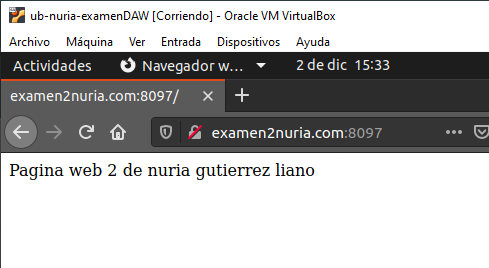 ub-nuria-examenDAW [Corriendo] - Oracle VM VirtualBox
Archivo Máquina Ver Entrada Dispositivos Ayuda
Actividades Navegador w… 2 de dic 15:33
examen2nuria.com:8097/
examen2nuria.com:8097
Pagina web 2 de nuria gutierrez liano